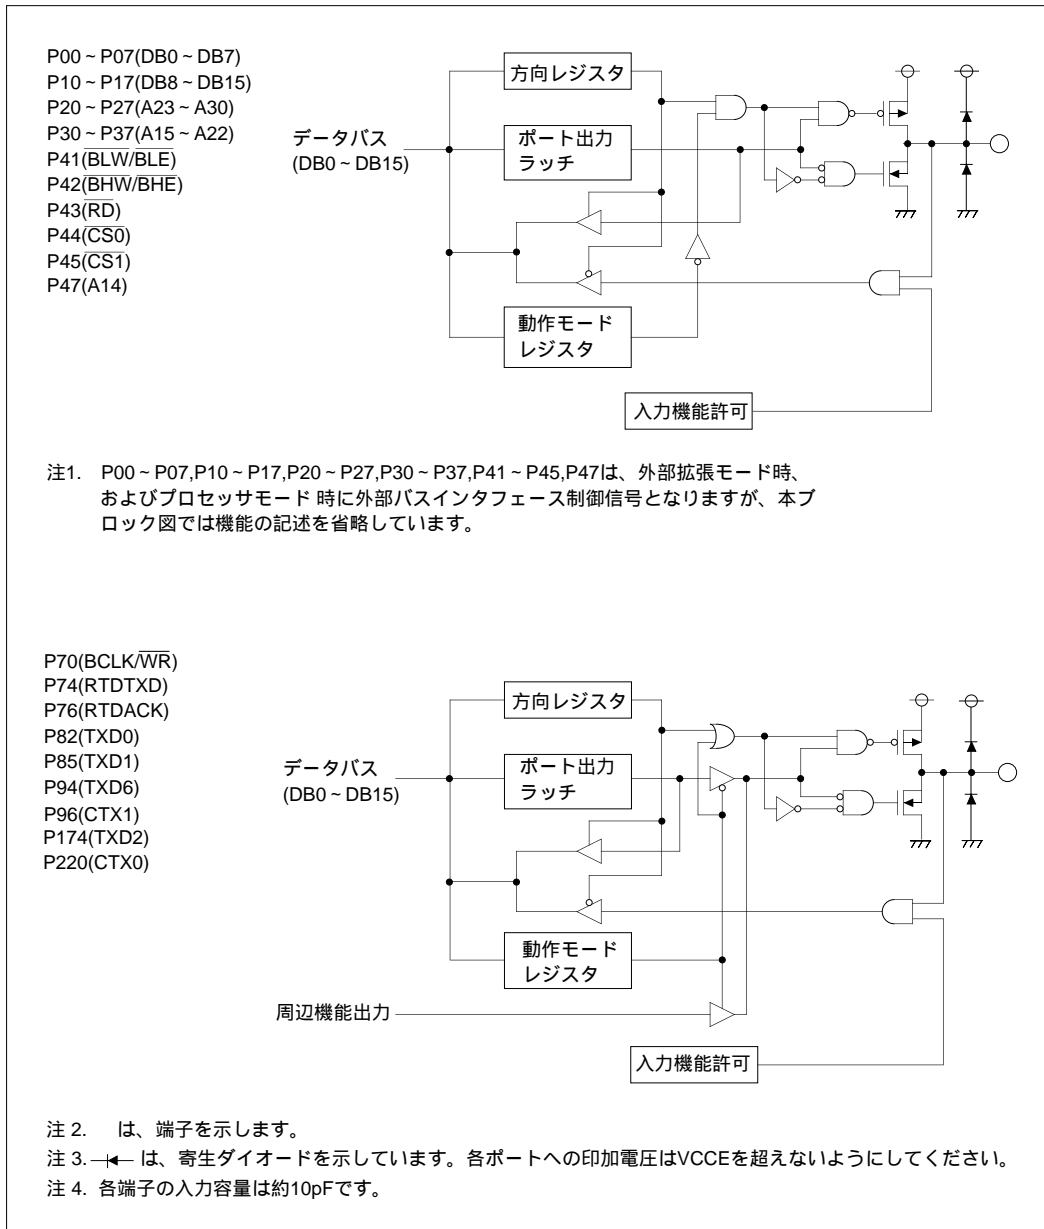 P00 ~ P07(DB0 ~ DB7)
P10 ~ P17(DB8 ~ DB15)
P20 ~ P27(A23 ~ A30)
P30 ~ P37(A15 ~ A22)
P41(BLW/BLE)
P42(BHW/BHE)
P43(RD)
P44(CS0)
P45(CS1)
P47(A14)
データバス
(DB0 ~ DB15)
方向レジスタ
ポート出力
ラッチ
動作モード
レジスタ
入力機能許可
注1. P00 ~ P07,P10 ~ P17,P20 ~ P27,P30 ~ P37,P41 ~ P45,P47は、外部拡張モード時、
およびプロセッサモード 時に外部バスインタフェース制御信号となりますが、本ブ
ロック図では機能の記述を省略しています。
P70(BCLK/WR)
P74(RTDTXD)
P76(RTDACK)
P82(TXD0)
P85(TXD1)
P94(TXD6)
P96(CTX1)
P174(TXD2)
P220(CTX0)
データバス
(DB0 ~ DB15)
方向レジスタ
ポート出力
ラッチ
動作モード
レジスタ
周辺機能出力
入力機能許可
注 2. は、端子を示します。
注 3. は、寄生ダイオードを示しています。各ポートへの印加電圧はVCCEを超えないようにしてください。
注 4. 各端子の入力容量は約10pFです。